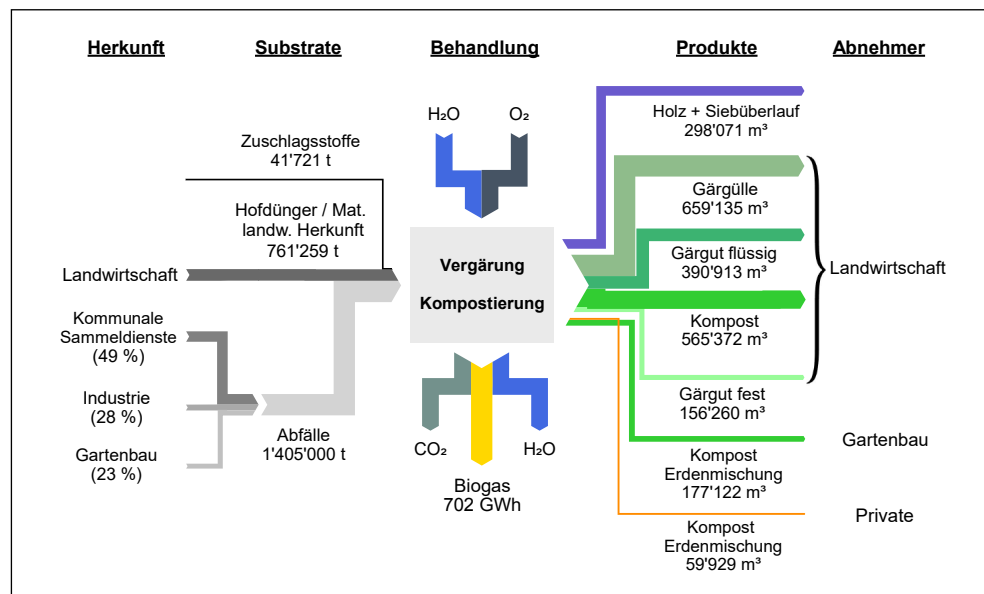 Herkunft
Substrate
Behandlung
Produkte
Abnehmer
Zuschlagsstoffe
41'721 t
Hofdünger / Mat.
landw. Herkunft
761'259 t
Landwirtschaft
Kommunale
Sammeldienste
(49 %)
Industrie
(28 %)
Gartenbau
(23 %)
Abfälle
1'405'000 t
H₂O
O₂
Vergärung
Kompostierung
CO₂
H₂O
Biogas
702 GWh
Holz + Siebüberlauf
298'071 m³
Gärgülle
659'135 m³
Gärgut flüssig
390'913 m³
Kompost
565'372 m³
Gärgut fest
156'260 m³
Kompost
Erdenmischung
177'122 m³
Kompost
Erdenmischung
59'929 m³
Landwirtschaft
Gartenbau
Private